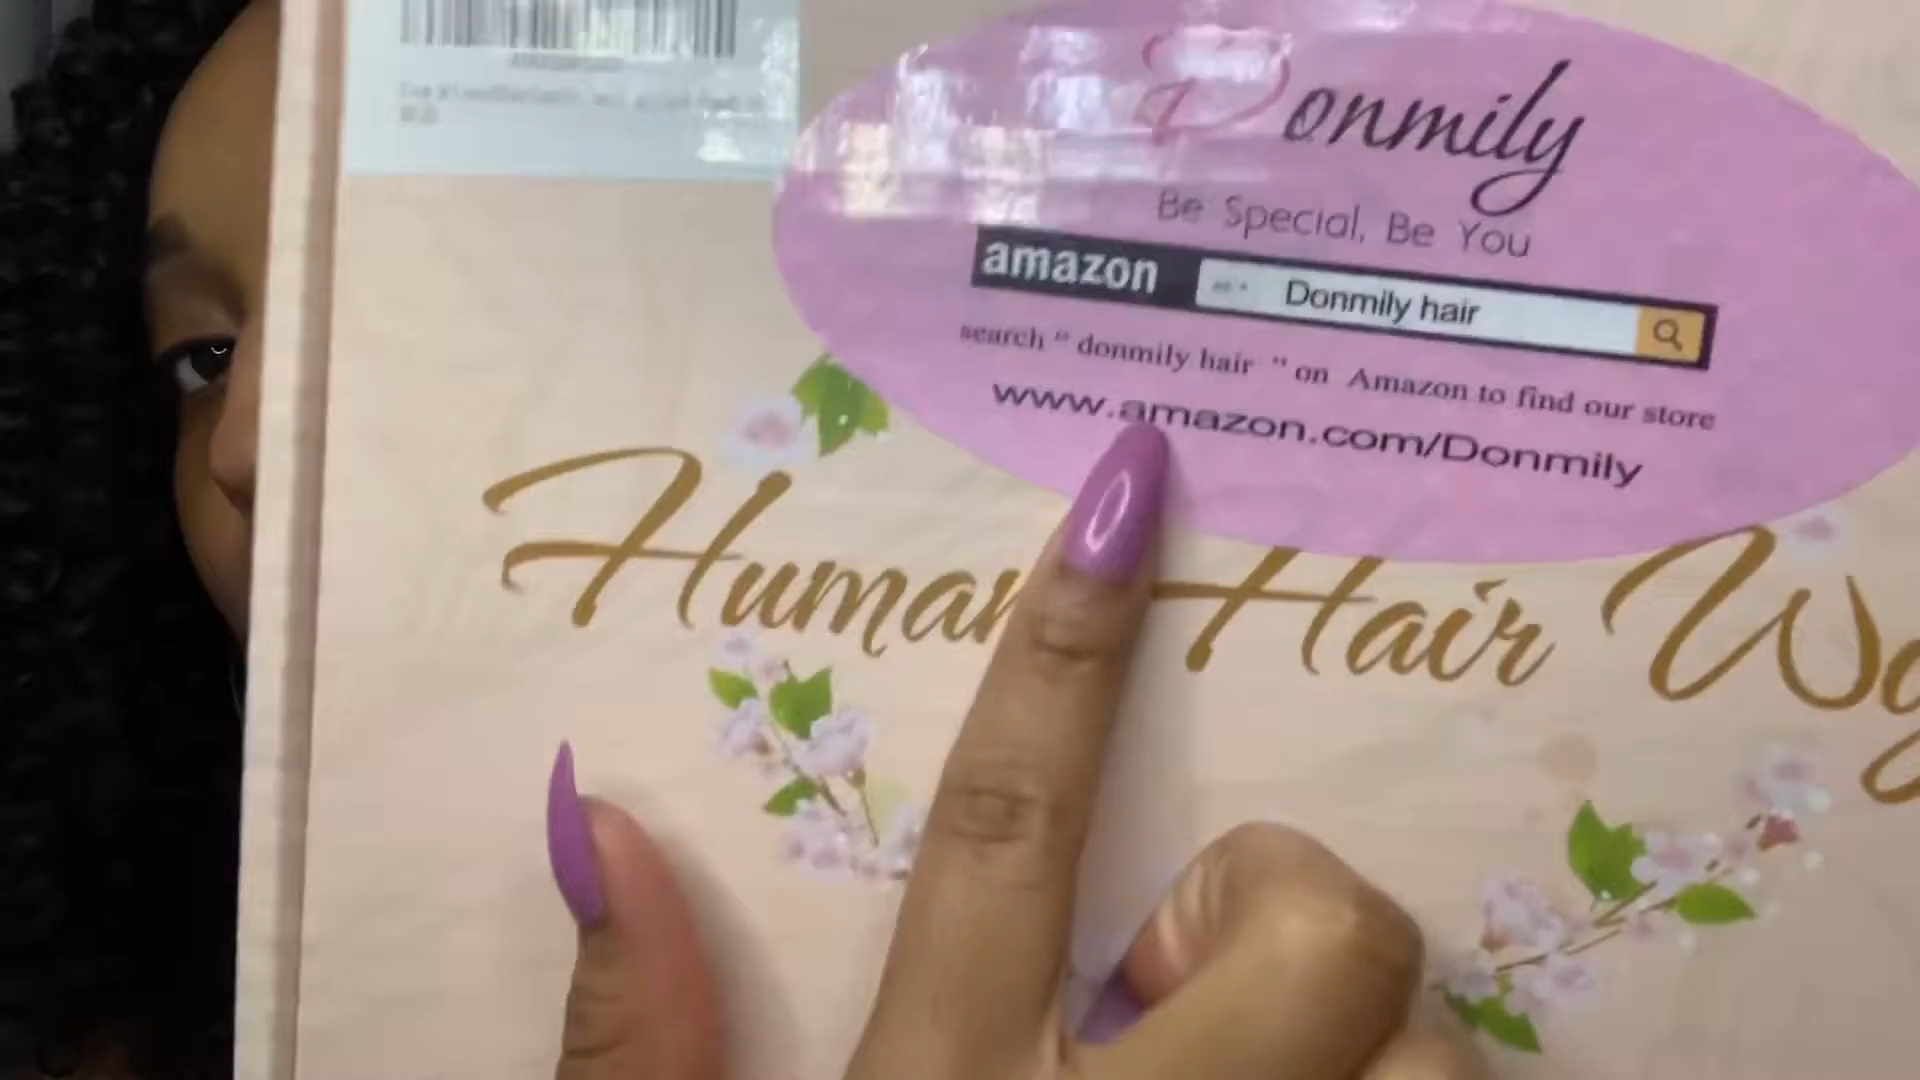 Donmily
Be Special, Be You
amazon
Donmily hair
search " donmily hair " on Amazon to find our store
www.amazon.com/Donmily
Human Hair